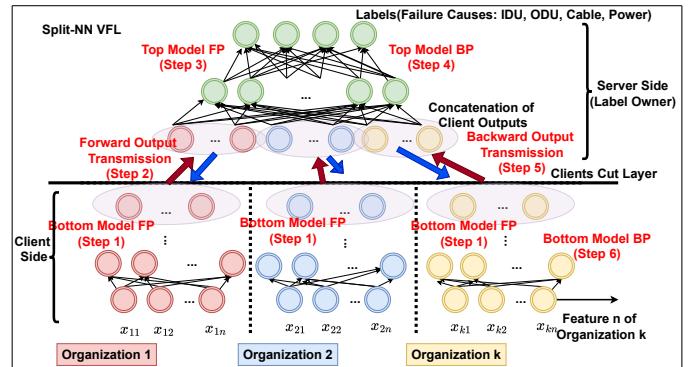 Labels(Failure Causes: IDU, ODU, Cable, Power)
Split-NN VFL
Top Model FP
(Step 3)
Top Model BP
(Step 4)
Server Side
(Label Owner)
...
Concatenation of
Client Outputs
Forward Output
Transmission
(Step 2)
... ... ...
Backward Output
Transmission
(Step 5)
Clients Cut Layer
Client
Side
... ... ...
Bottom Model FP
(Step 1)
Bottom Model FP
(Step 1)
Bottom Model FP
(Step 1)
Bottom Model BP
(Step 6)
... ... ...
... ... ...
... ... ...
x11 x12 x1n x21 x22 x2n xk1 xk2 xkn
Feature n of
Organization k
Organization 1
Organization 2
Organization k